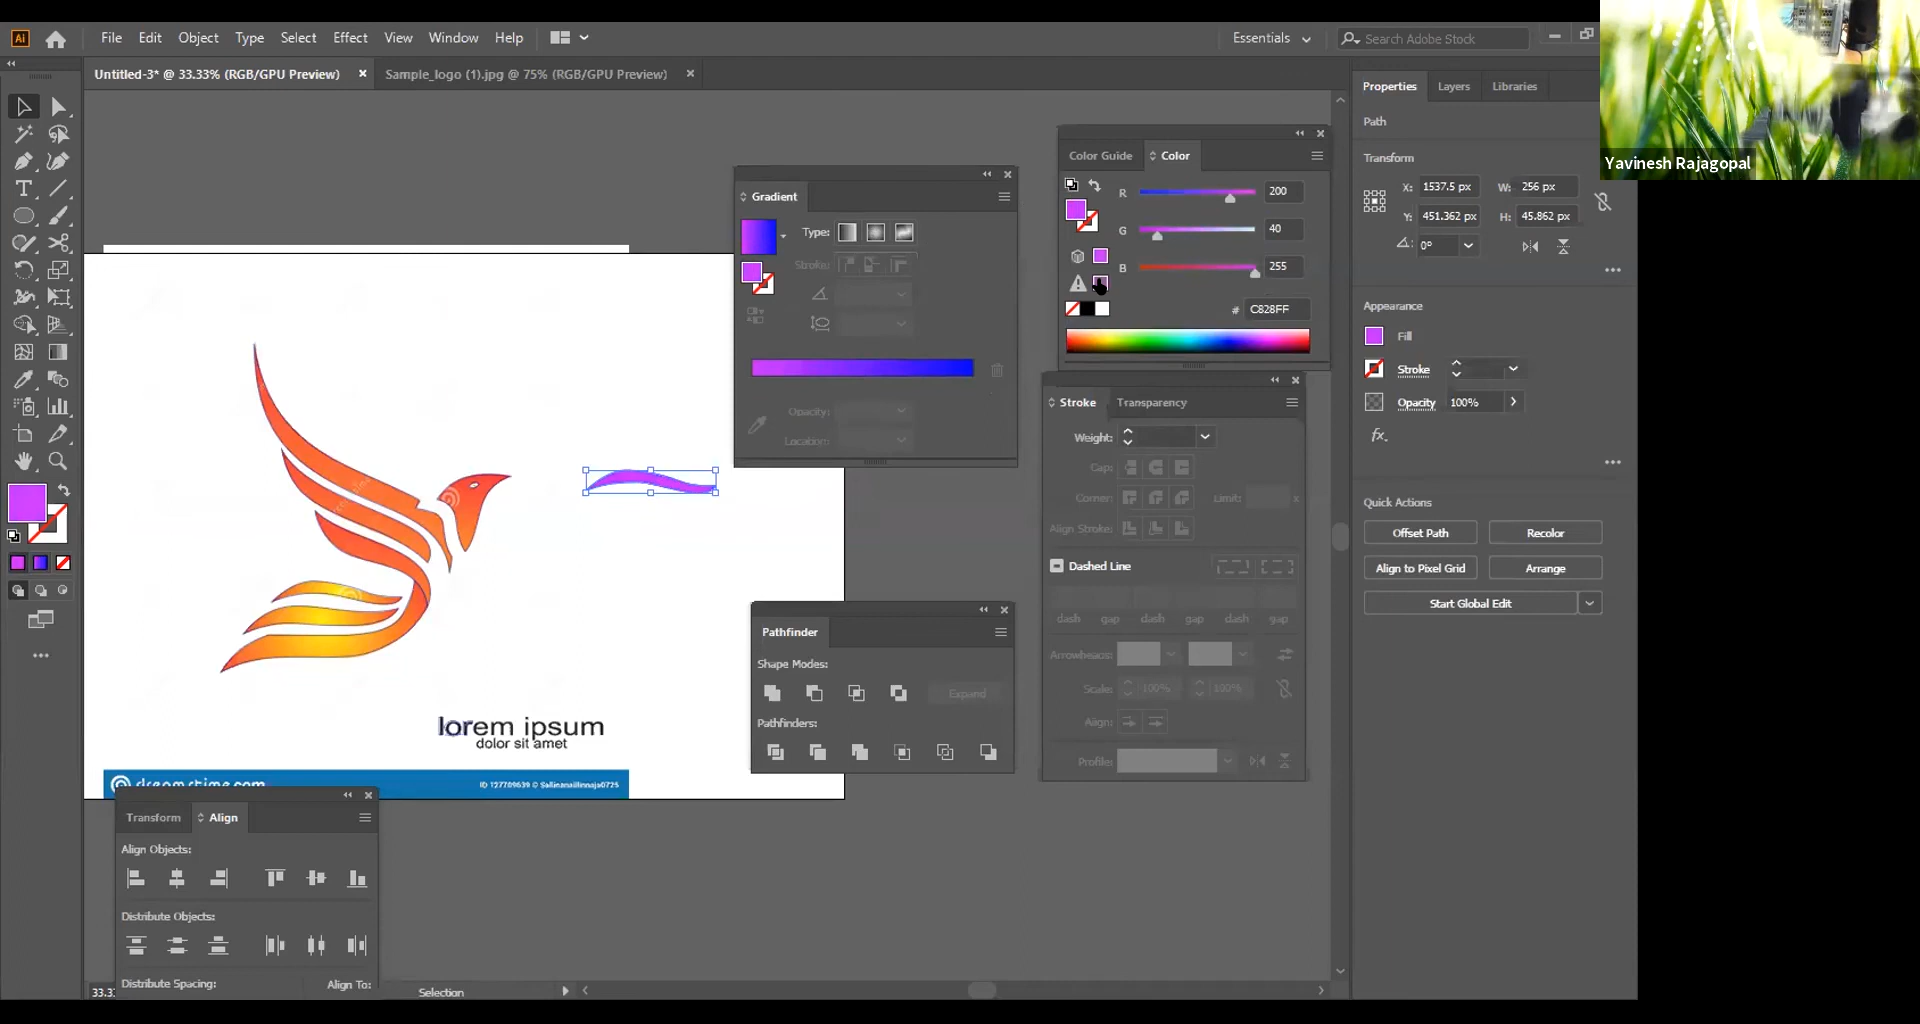 Ai File Edit Object Type Select Effect View Window Help Essentials Search Adobe Stock
Untitled-3* @ 33.33% (RGB/GPU Preview) Sample_logo (1).jpg @ 75% (RGB/GPU Preview)
Yavinesh Rajagopal
Properties Layers Libraries
Path
Transform
X: 1537.5 px W: 256 px
Y: 451.362 px H: 45.862 px
0°
Appearance
Fill
Stroke
Opacity 100%
fx.
Quick Actions
Offset Path Recolor
Align to Pixel Grid Arrange
Start Global Edit
Color Guide Color
R 200
G 40
B 255
# C828FF
Gradient
Type:
Stroke:
Opacity:
Location:
Stroke Transparency
Weight:
Cap:
Corner: Limit: x
Align Stroke:
Dashed Line
dash gap dash gap dash gap
Arrowheads:
Scale: 100% 100%
Align:
Profile:
Pathfinder
Shape Modes:
Expand
Pathfinders:
lorem ipsum
dolor sit amet
dreamstime.com
Transform Align
Align Objects:
Distribute Objects:
Distribute Spacing: Align To:
Selection